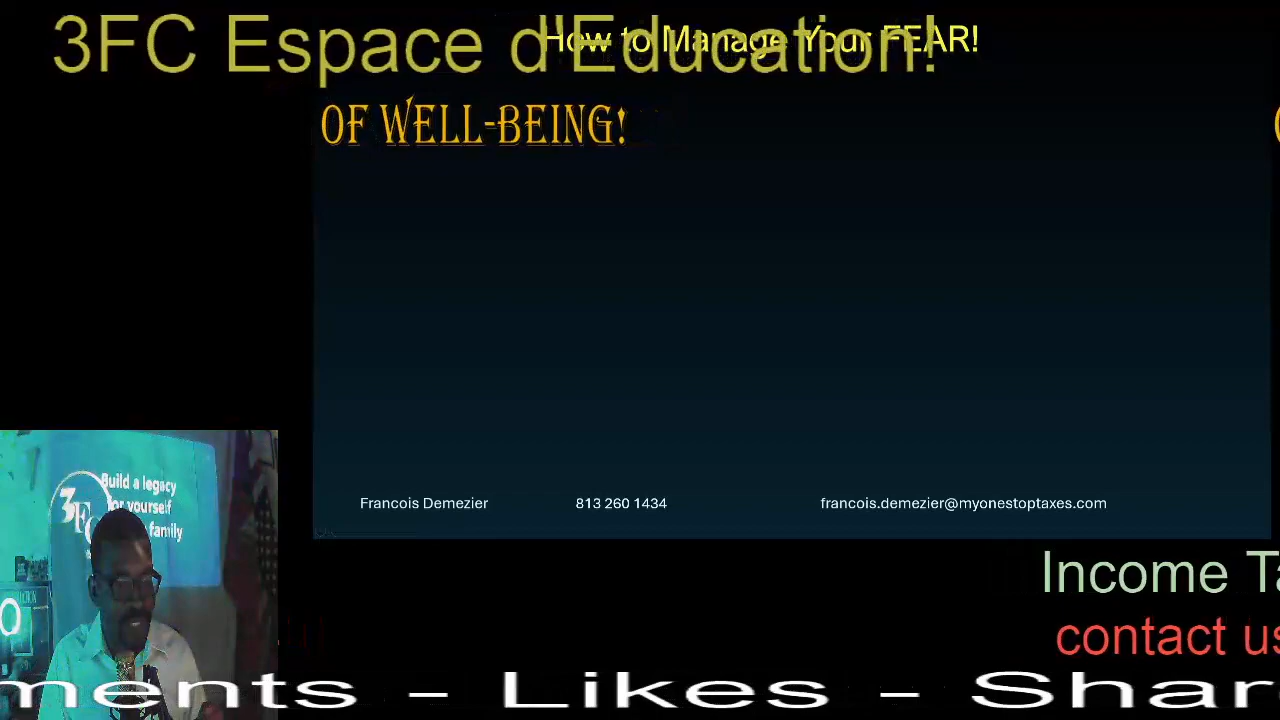 3FC Espace d'Education!
How to Manage Your FEAR!
OF WELL-BEING!
Build a legacy
for yourself
family
3FC
Francois Demezier 813 260 1434 francois.demezier@myonestoptaxes.com
Income Ta
contact us
ments - Likes - Shar